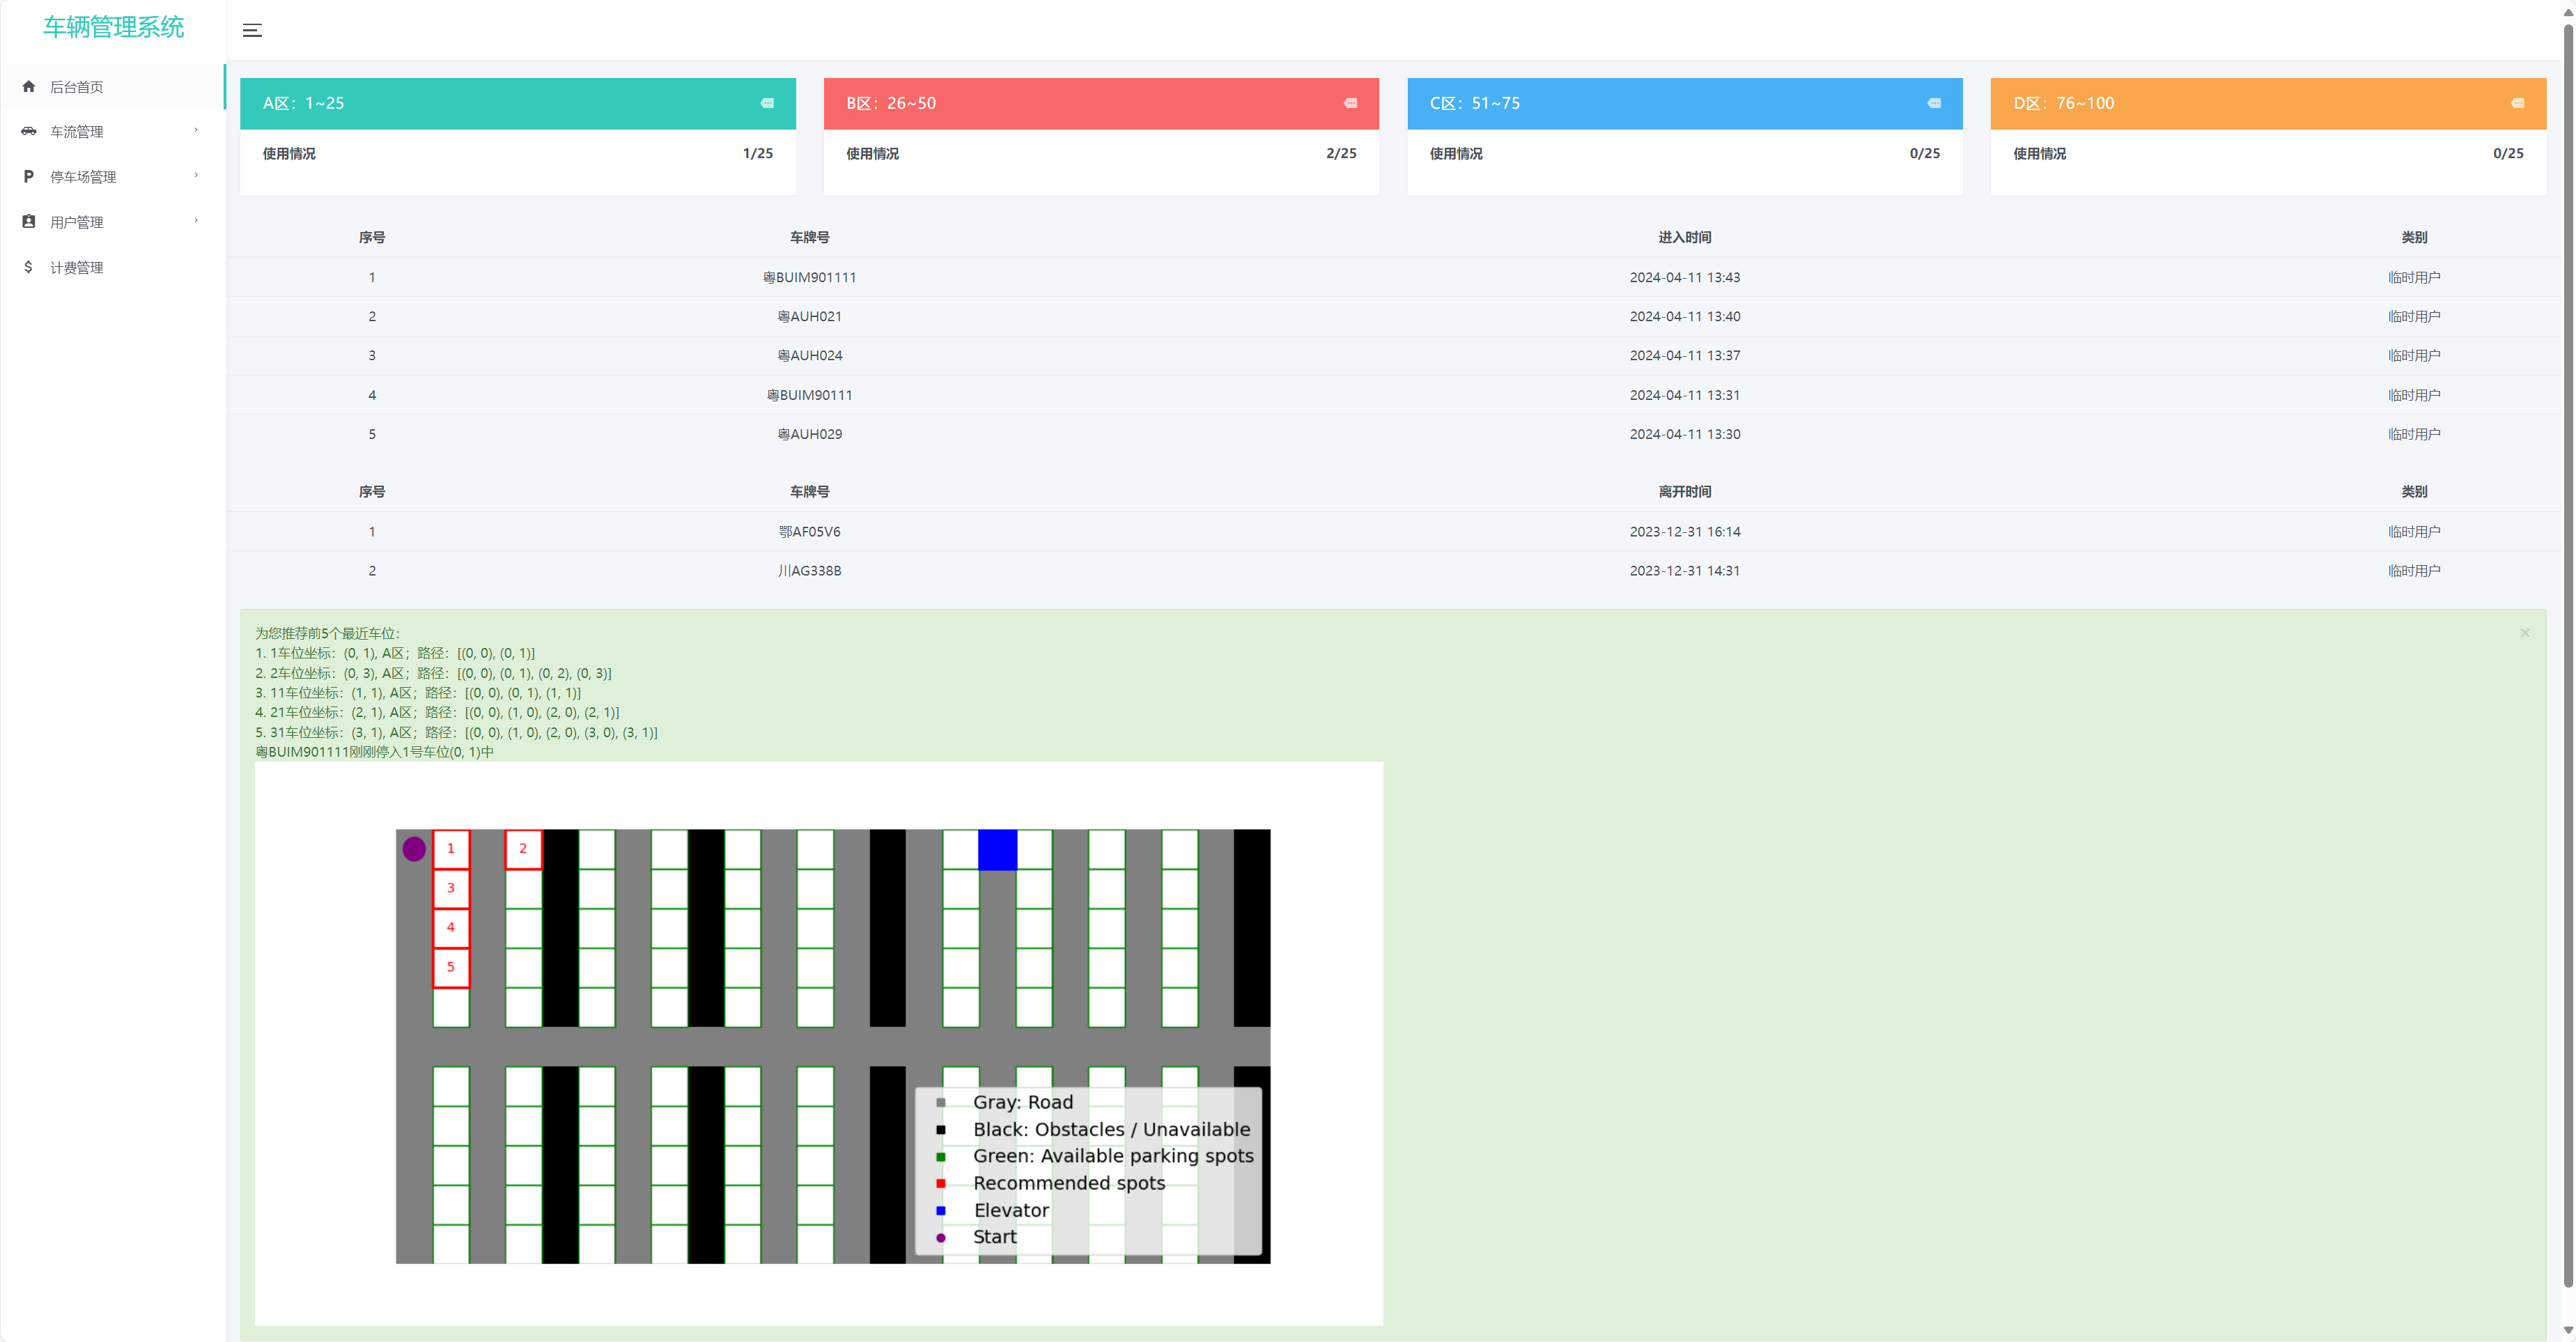 车辆管理系统
后台首页
车流管理
停车场管理
用户管理
计费管理
A区：1~25
使用情况 1/25
B区：26~50
使用情况 2/25
C区：51~75
使用情况 0/25
D区：76~100
使用情况 0/25
序号 车牌号 进入时间 类别
1 粤BUIM901111 2024-04-11 13:43 临时用户
2 粤AUH021 2024-04-11 13:40 临时用户
3 粤AUH024 2024-04-11 13:37 临时用户
4 粤BUIM90111 2024-04-11 13:31 临时用户
5 粤AUH029 2024-04-11 13:30 临时用户
序号 车牌号 离开时间 类别
1 鄂AF05V6 2023-12-31 16:14 临时用户
2 川AG338B 2023-12-31 14:31 临时用户
为您推荐前5个最近车位：
×
1. 1车位坐标：(0, 1), A区；路径：[(0, 0), (0, 1)]
2. 2车位坐标：(0, 3), A区；路径：[(0, 0), (0, 1), (0, 2), (0, 3)]
3. 11车位坐标：(1, 1), A区；路径：[(0, 0), (0, 1), (1, 1)]
4. 21车位坐标：(2, 1), A区；路径：[(0, 0), (1, 0), (2, 0), (2, 1)]
5. 31车位坐标：(3, 1), A区；路径：[(0, 0), (1, 0), (2, 0), (3, 0), (3, 1)]
粤BUIM901111刚刚停入1号车位(0, 1)中
1 2
3
4
5
Gray: Road
Black: Obstacles / Unavailable
Green: Available parking spots
Recommended spots
Elevator
Start